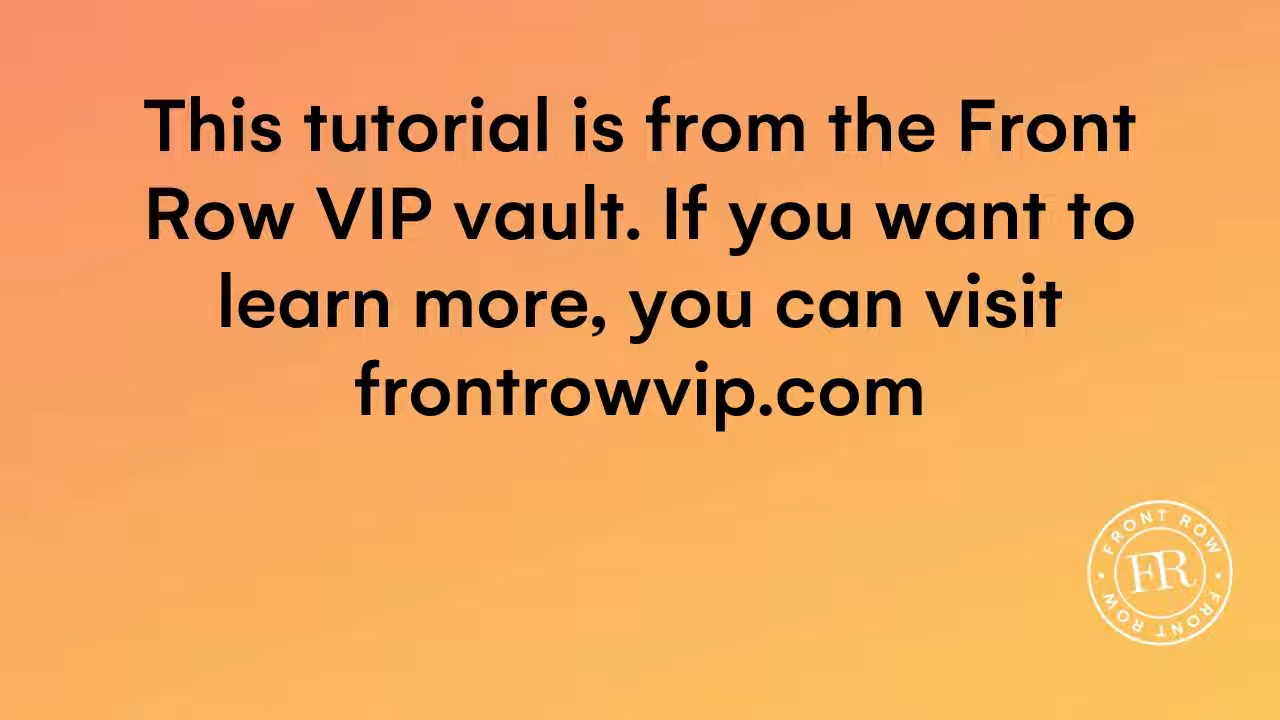 This tutorial is from the Front
Row VIP vault. If you want to
learn more, you can visit
frontrowvip.com
FRONT ROW • FRONT ROW •
FR